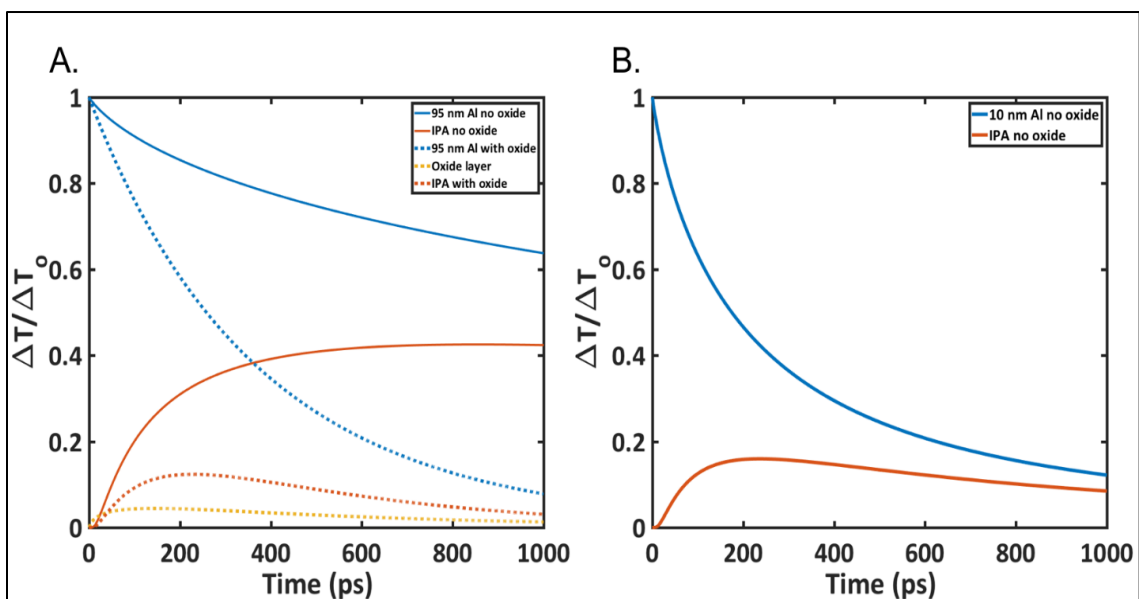 A.
1
0.8
0.6
0.4
0.2
0
0 200 400 600 800 1000
ΔT/ΔTo
Time (ps)
95 nm Al no oxide
IPA no oxide
95 nm Al with oxide
Oxide layer
IPA with oxide
B.
1
0.8
0.6
0.4
0.2
0
0 200 400 600 800 1000
ΔT/ΔTo
Time (ps)
10 nm Al no oxide
IPA no oxide